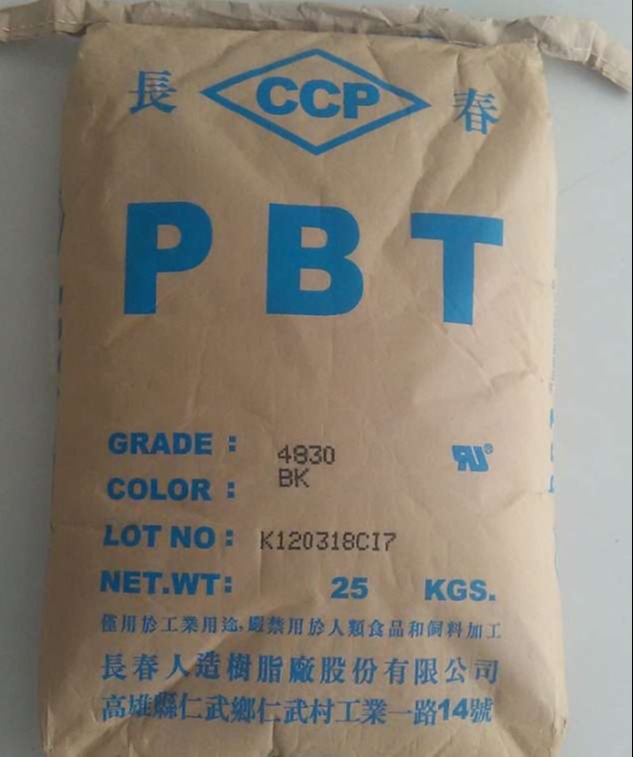 長 CCP 春
PBT
GRADE : 4830
COLOR : BK
LOT NO : K120318CI7
NET.WT: 25 KGS.
僅用於工業用途,嚴禁用於人類食品和飼料加工
長春人造樹脂廠股份有限公司
高雄縣仁武鄉仁武村工業一路14號